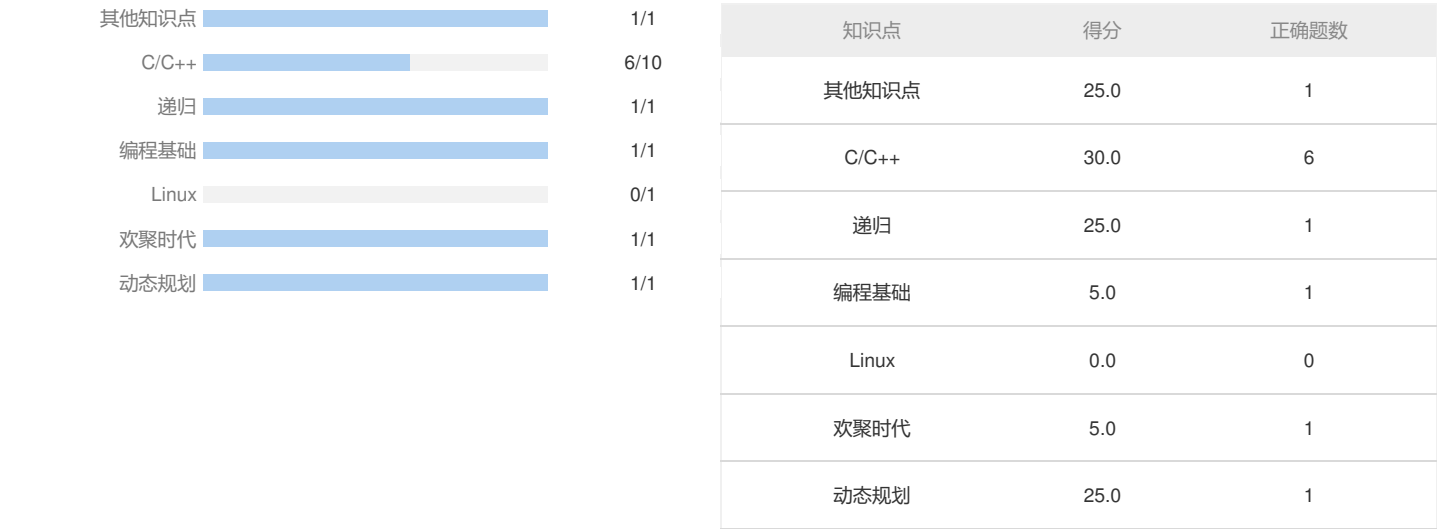 其他知识点 1/1
C/C++ 6/10
递归 1/1
编程基础 1/1
Linux 0/1
欢聚时代 1/1
动态规划 1/1
知识点 得分 正确题数
其他知识点 25.0 1
C/C++ 30.0 6
递归 25.0 1
编程基础 5.0 1
Linux 0.0 0
欢聚时代 5.0 1
动态规划 25.0 1